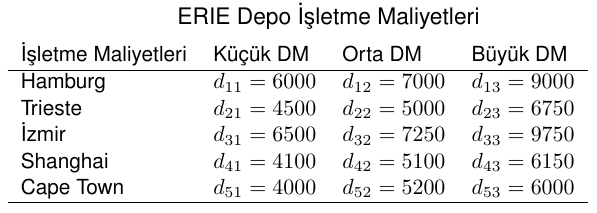 ERIE Depo İşletme Maliyetleri
İşletme Maliyetleri Küçük DM Orta DM Büyük DM
Hamburg d₁₁ = 6000 d₁₂ = 7000 d₁₃ = 9000
Trieste d₂₁ = 4500 d₂₂ = 5000 d₂₃ = 6750
İzmir d₃₁ = 6500 d₃₂ = 7250 d₃₃ = 9750
Shanghai d₄₁ = 4100 d₄₂ = 5100 d₄₃ = 6150
Cape Town d₅₁ = 4000 d₅₂ = 5200 d₅₃ = 6000